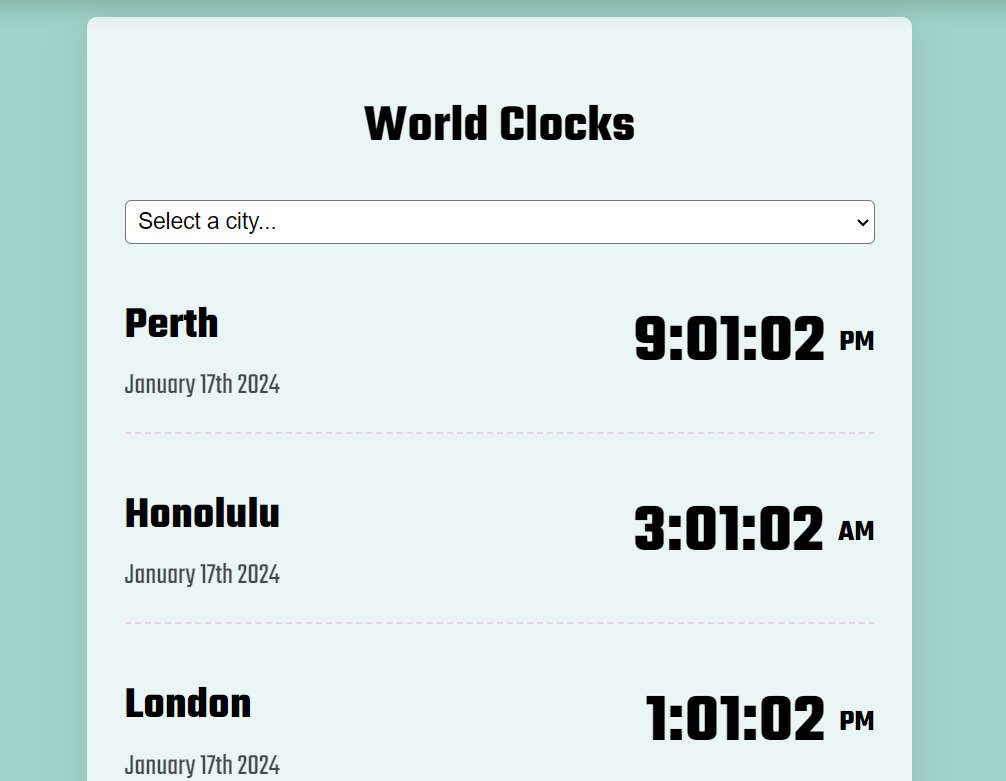 World Clocks
Select a city...
Perth
9:01:02 PM
January 17th 2024
Honolulu
3:01:02 AM
January 17th 2024
London
1:01:02 PM
January 17th 2024